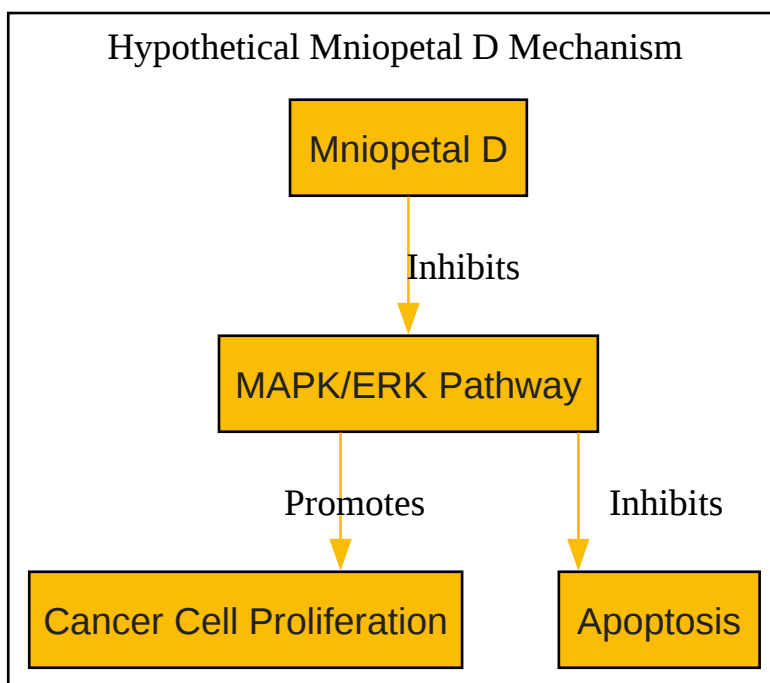 Hypothetical Mniopetal D Mechanism
Mniopetal D
Inhibits
MAPK/ERK Pathway
Promotes
Inhibits
Cancer Cell Proliferation
Apoptosis